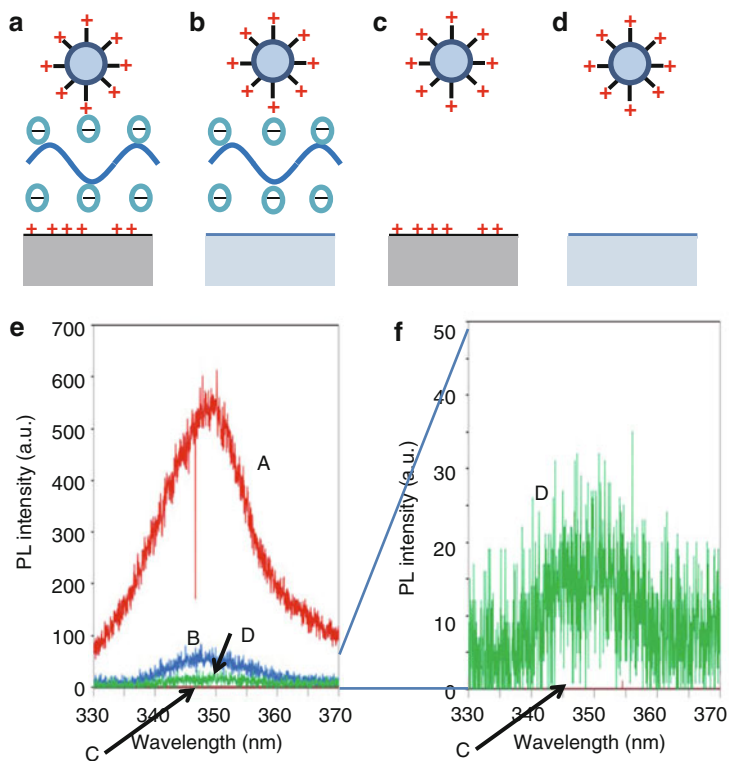 a b c d
+ + + + + + + +
+ + + + + + + +
+ + + + + + + +
+ + + + + + + +
− − −
− − −
− − −
− − −
+ + + + + +
+ + + + + +
e
700
600
500
400
300
200
100
0
PL intensity (a.u.)
A
B
D
C
330 340 350 360 370
Wavelength (nm)
f
50
40
30
20
10
0
PL intensity (a.u.)
D
C
330 340 350 360 370
Wavelength (nm)